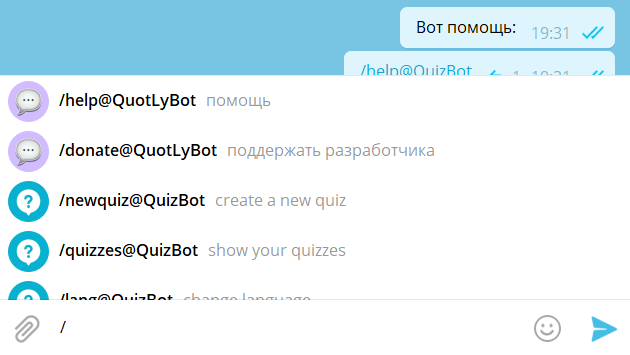 Вот помощь: 19:31
/help@QuizBot 1 19:31
/help@QuotLyBot помощь
/donate@QuotLyBot поддержать разработчика
/newquiz@QuizBot create a new quiz
/quizzes@QuizBot show your quizzes
/lang@QuizBot change language
/